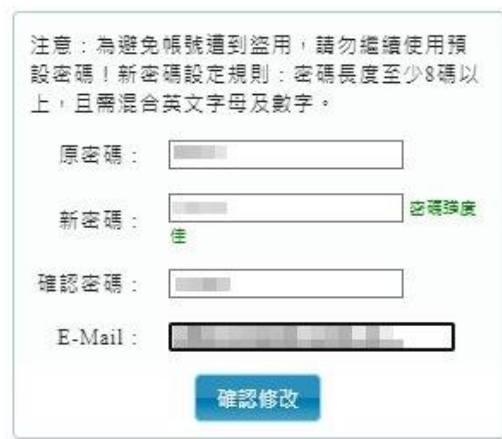 注意：為避免帳號遭到盜用，請勿繼續使用預
設密碼！新密碼設定規則：密碼長度至少8碼以
上，且需混合英文字母及數字。
原密碼：
新密碼：
密碼強度
佳
確認密碼：
E-Mail：
確認修改